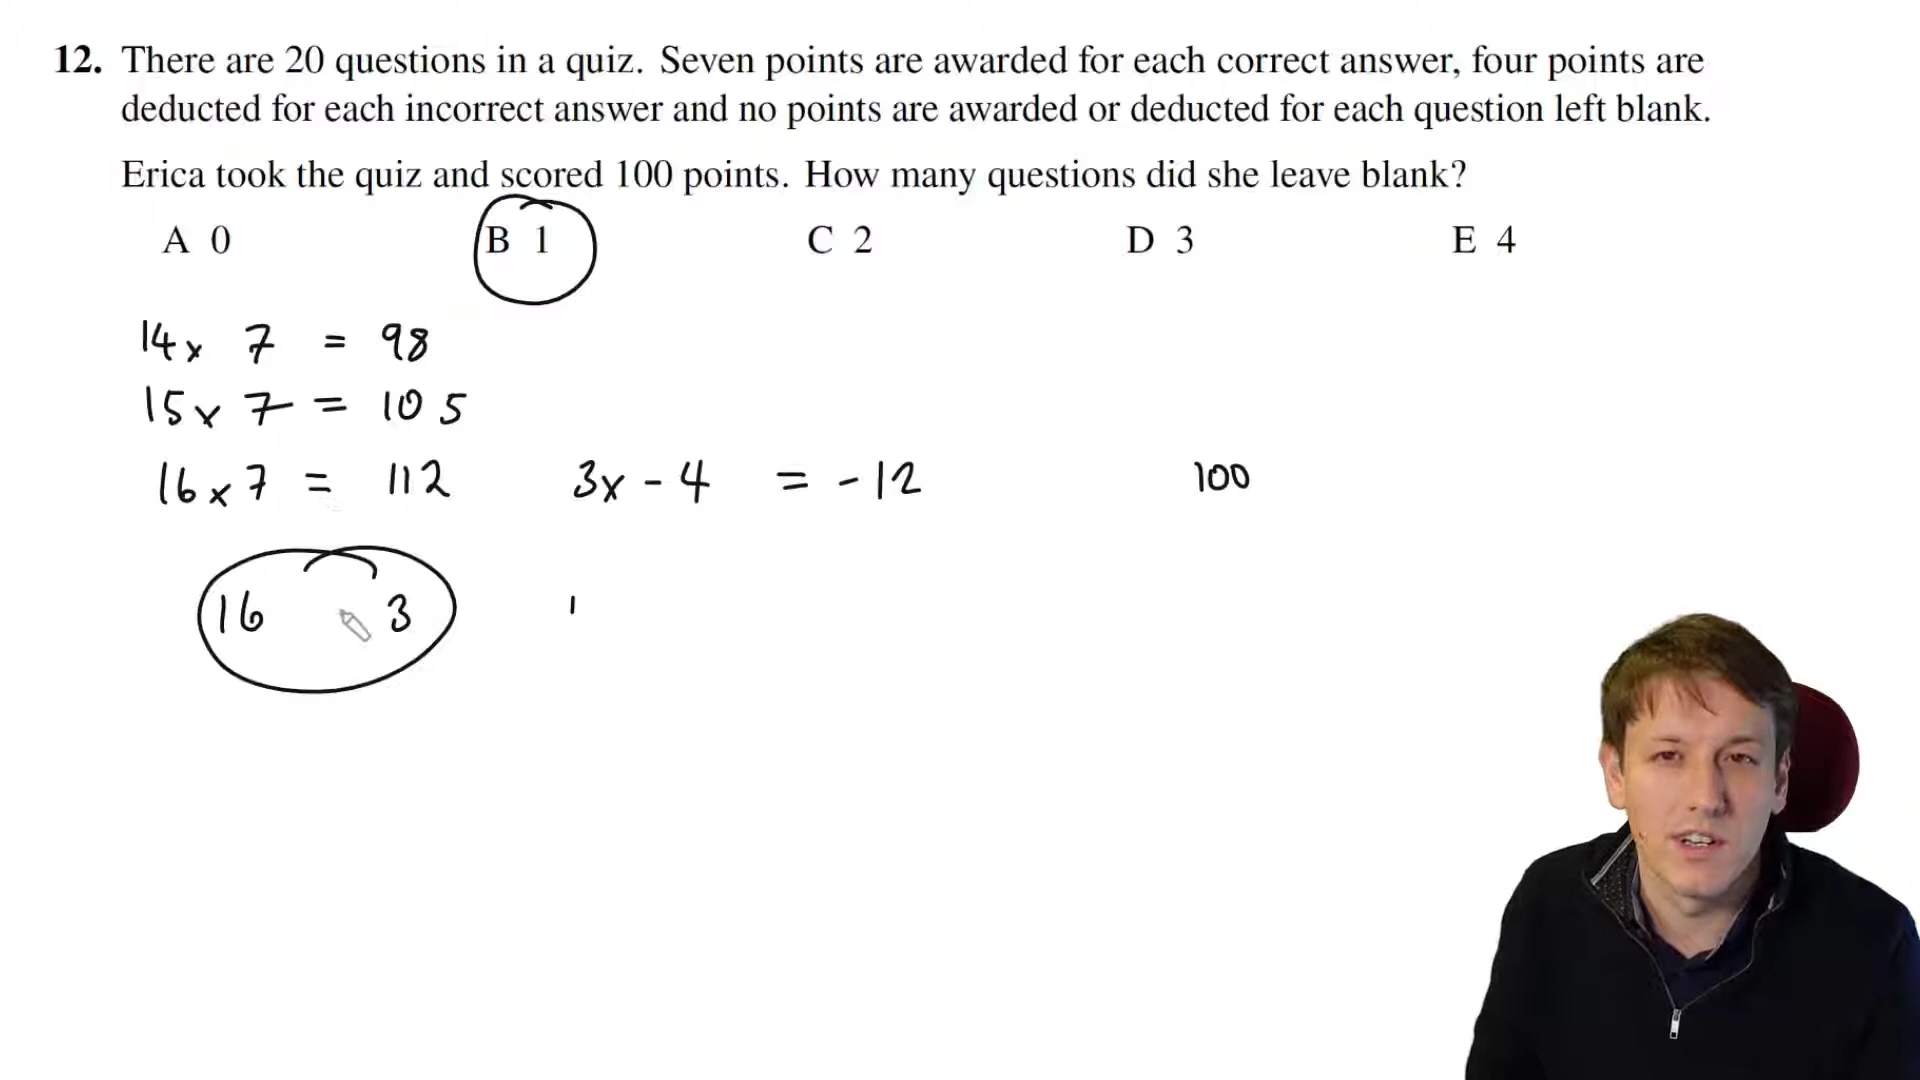 12. There are 20 questions in a quiz. Seven points are awarded for each correct answer, four points are
deducted for each incorrect answer and no points are awarded or deducted for each question left blank.
Erica took the quiz and scored 100 points. How many questions did she leave blank?
A 0 B 1 C 2 D 3 E 4
14 x 7 = 98
15 x 7 = 105
16 x 7 = 112 3x - 4 = - 12 100
16 3 1